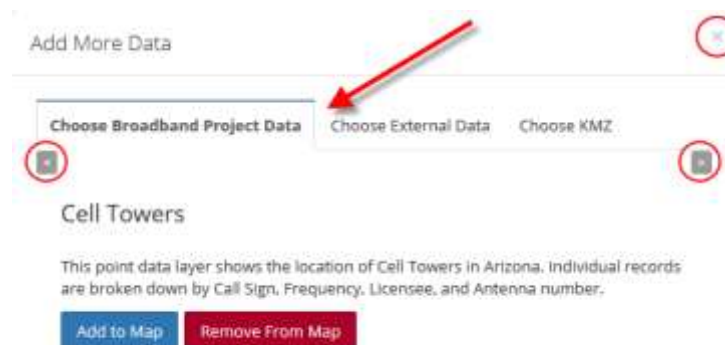 Add More Data
Choose Broadband Project Data Choose External Data Choose KMZ
Cell Towers
This point data layer shows the location of Cell Towers in Arizona. Individual records
are broken down by Call Sign, Frequency, Licensee, and Antenna number.
Add to Map Remove From Map